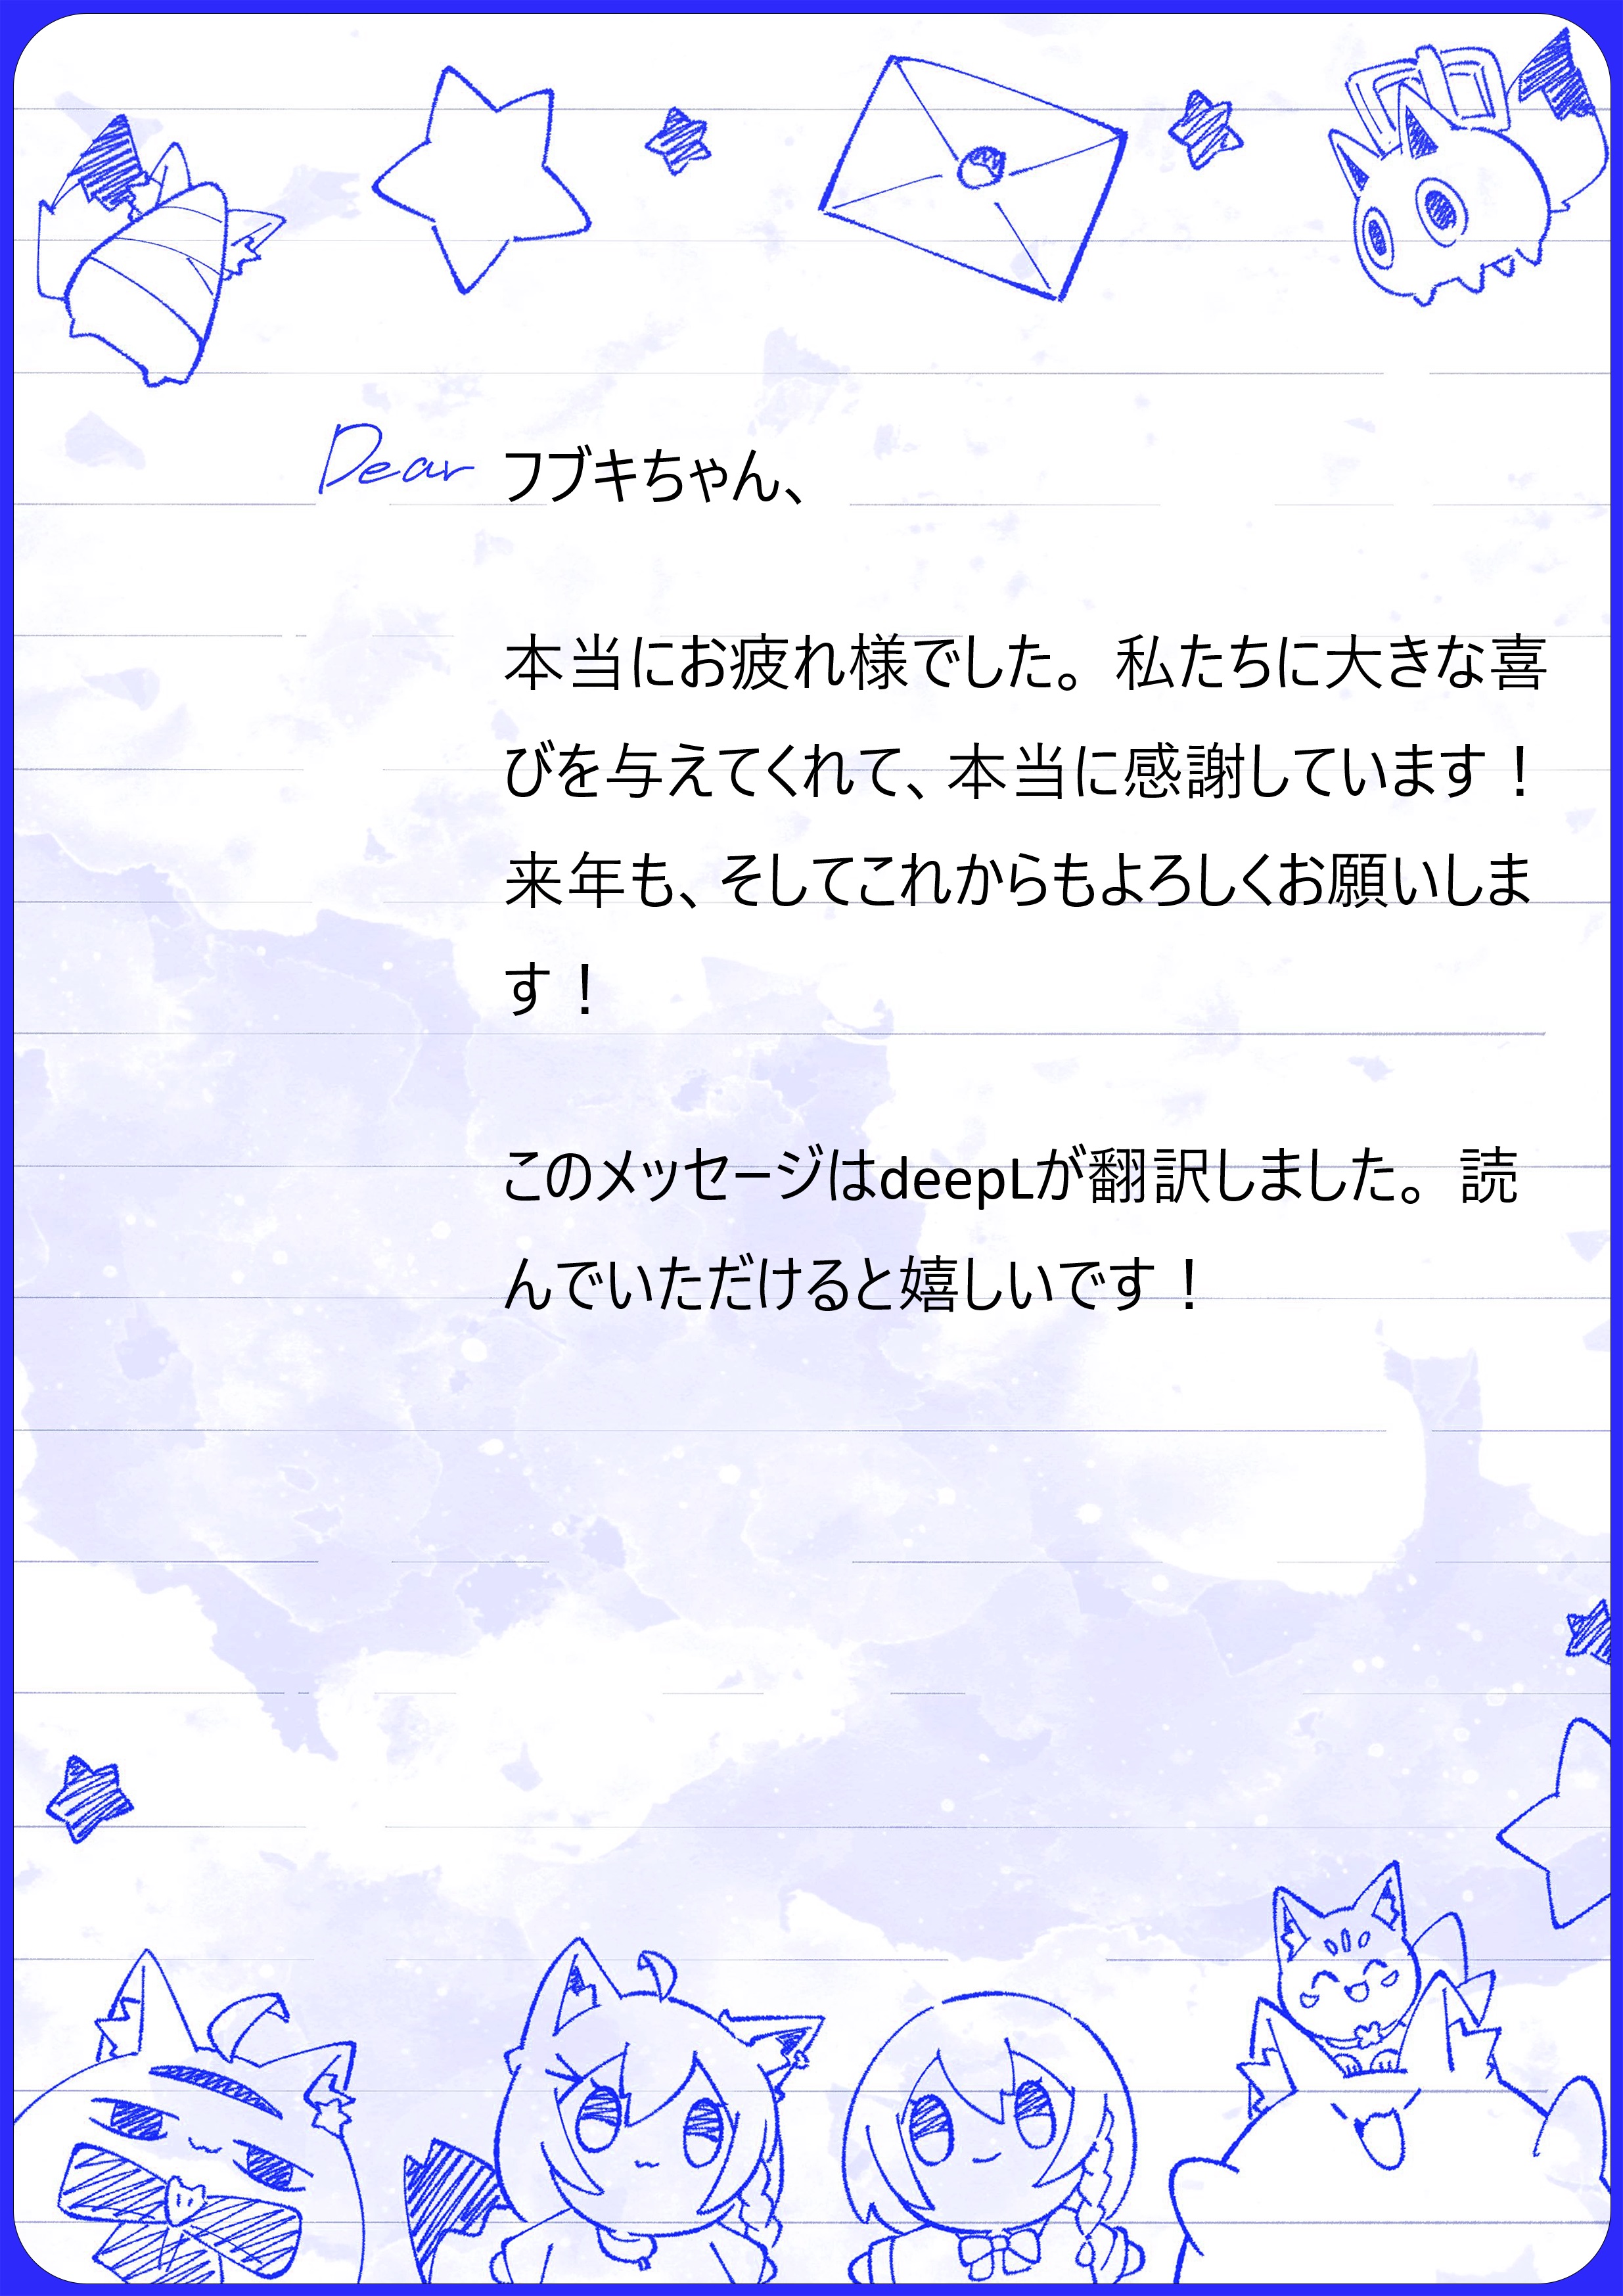 Dear フブキちゃん、
本当にお疲れ様でした。私たちに大きな喜
びを与えてくれて、本当に感謝しています！
来年も、そしてこれからもよろしくお願いしま
す！
このメッセージはdeepLが翻訳しました。読
んでいただけると嬉しいです！